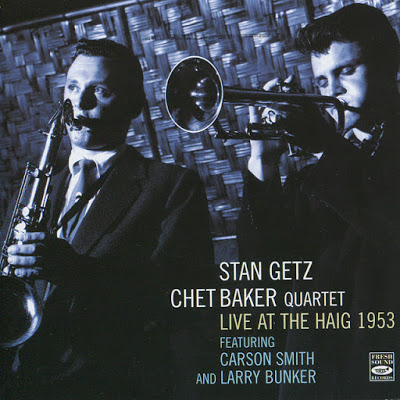 STAN GETZ
CHET BAKER QUARTET
LIVE AT THE HAIG 1953
FEATURING
CARSON SMITH
AND LARRY BUNKER
FRESH
SOUND
RECORDS